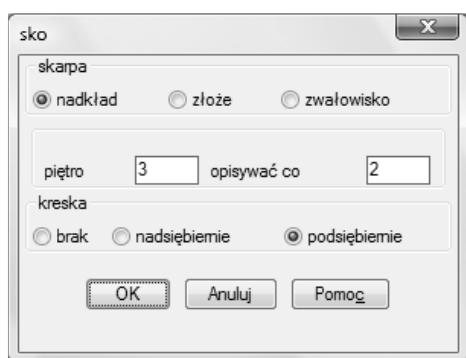 sko
skarpa
nadkład złoże zwałowisko
piętro 3 opisywać co 2
kreska
brak nadsiębiernie podsiębiernie
OK Anuluj Pomoc